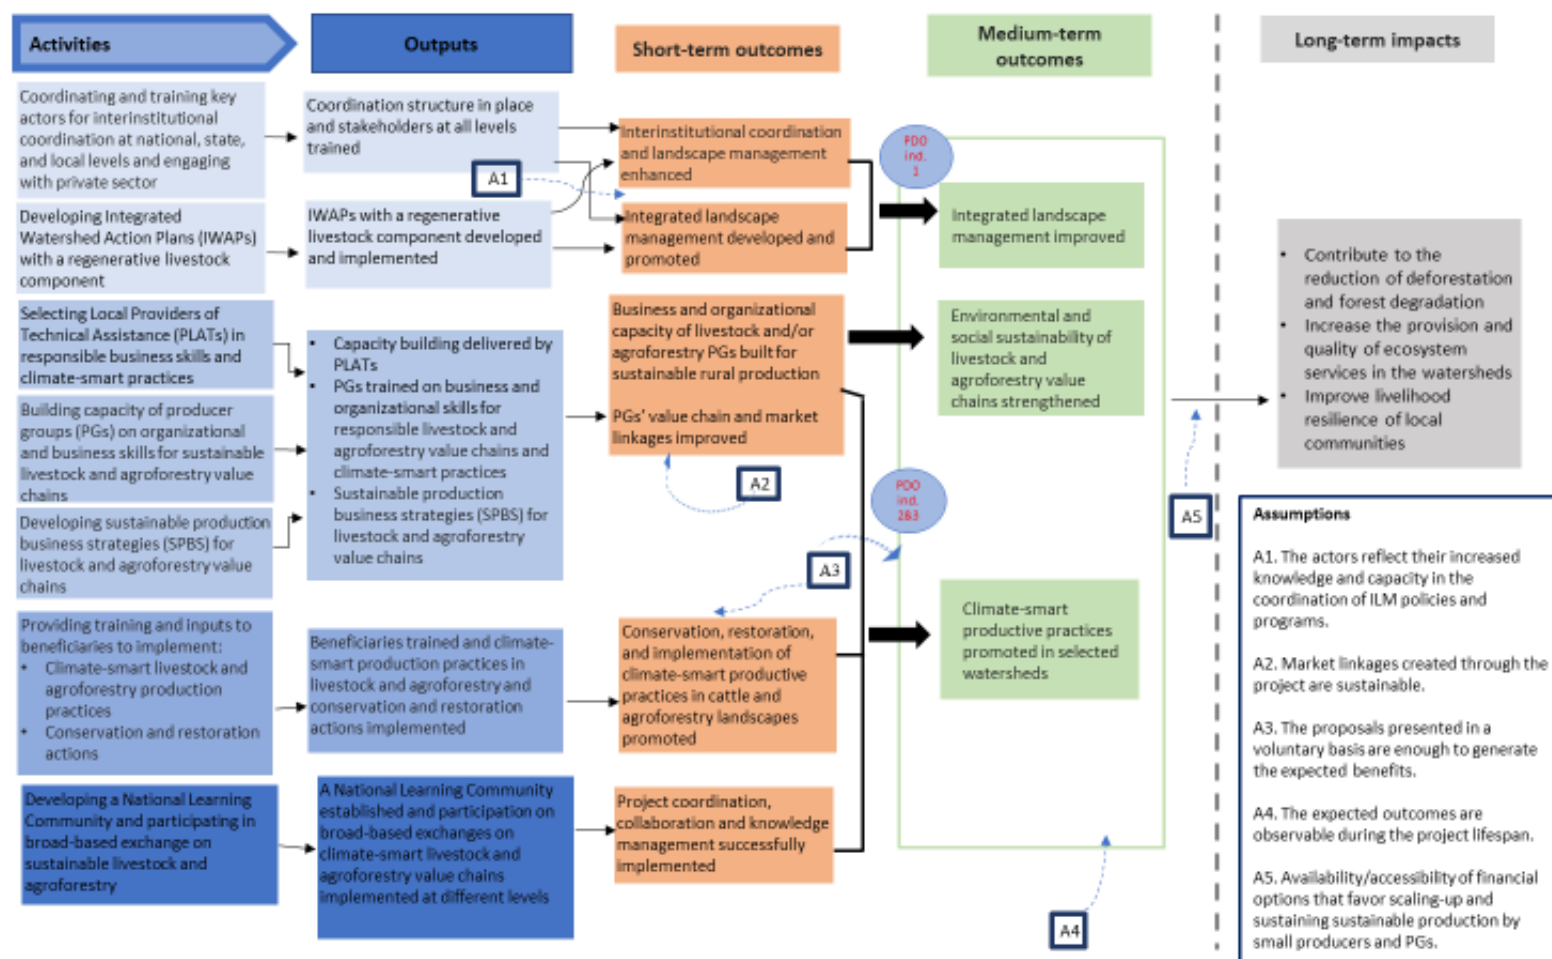 Activities
Outputs
Short-term outcomes
Medium-term
outcomes
Long-term impacts
Coordinating and training key
actors for interinstitutional
coordination at national, state,
and local levels and engaging
with private sector
Coordination structure in place
and stakeholders at all levels
trained
A1
Interinstitutional coordination
and landscape management
enhanced
PDO
ind.
1
Developing Integrated
Watershed Action Plans (IWAPs)
with a regenerative livestock
component
IWAPs with a regenerative
livestock component developed
and implemented
Integrated landscape
management developed and
promoted
Integrated landscape
management improved
Selecting Local Providers of
Technical Assistance (PLATs) in
responsible business skills and
climate-smart practices
Building capacity of producer
groups (PGs) on organizational
and business skills for sustainable
livestock and agroforestry value
chains
Developing sustainable production
business strategies (SPBS) for
livestock and agroforestry value
chains
• Capacity building delivered by
PLATs
• PGs trained on business and
organizational skills for
responsible livestock and
agroforestry value chains and
climate-smart practices
• Sustainable production
business strategies (SPBS) for
livestock and agroforestry
value chains
Business and organizational
capacity of livestock and/or
agroforestry PGs built for
sustainable rural production
PGs' value chain and market
linkages improved
A2
Environmental and
social sustainability of
livestock and
agroforestry value
chains strengthened
PDO
ind.
2&3
A3
A5
• Contribute to the
reduction of deforestation
and forest degradation
• Increase the provision and
quality of ecosystem
services in the watersheds
• Improve livelihood
resilience of local
communities
Providing training and inputs to
beneficiaries to implement:
• Climate-smart livestock and
agroforestry production
practices
• Conservation and restoration
actions
Beneficiaries trained and climate-
smart production practices in
livestock and agroforestry and
conservation and restoration
actions implemented
Conservation, restoration,
and implementation of
climate-smart productive
practices in cattle and
agroforestry landscapes
promoted
Climate-smart
productive practices
promoted in selected
watersheds
Developing a National Learning
Community and participating in
broad-based exchange on
sustainable livestock and
agroforestry
A National Learning Community
established and participation on
broad-based exchanges on
climate-smart livestock and
agroforestry value chains
implemented at different levels
Project coordination,
collaboration and knowledge
management successfully
implemented
A4
Assumptions
A1. The actors reflect their increased
knowledge and capacity in the
coordination of ILM policies and
programs.
A2. Market linkages created through the
project are sustainable.
A3. The proposals presented in a
voluntary basis are enough to generate
the expected benefits.
A4. The expected outcomes are
observable during the project lifespan.
A5. Availability/accessibility of financial
options that favor scaling-up and
sustaining sustainable production by
small producers and PGs.